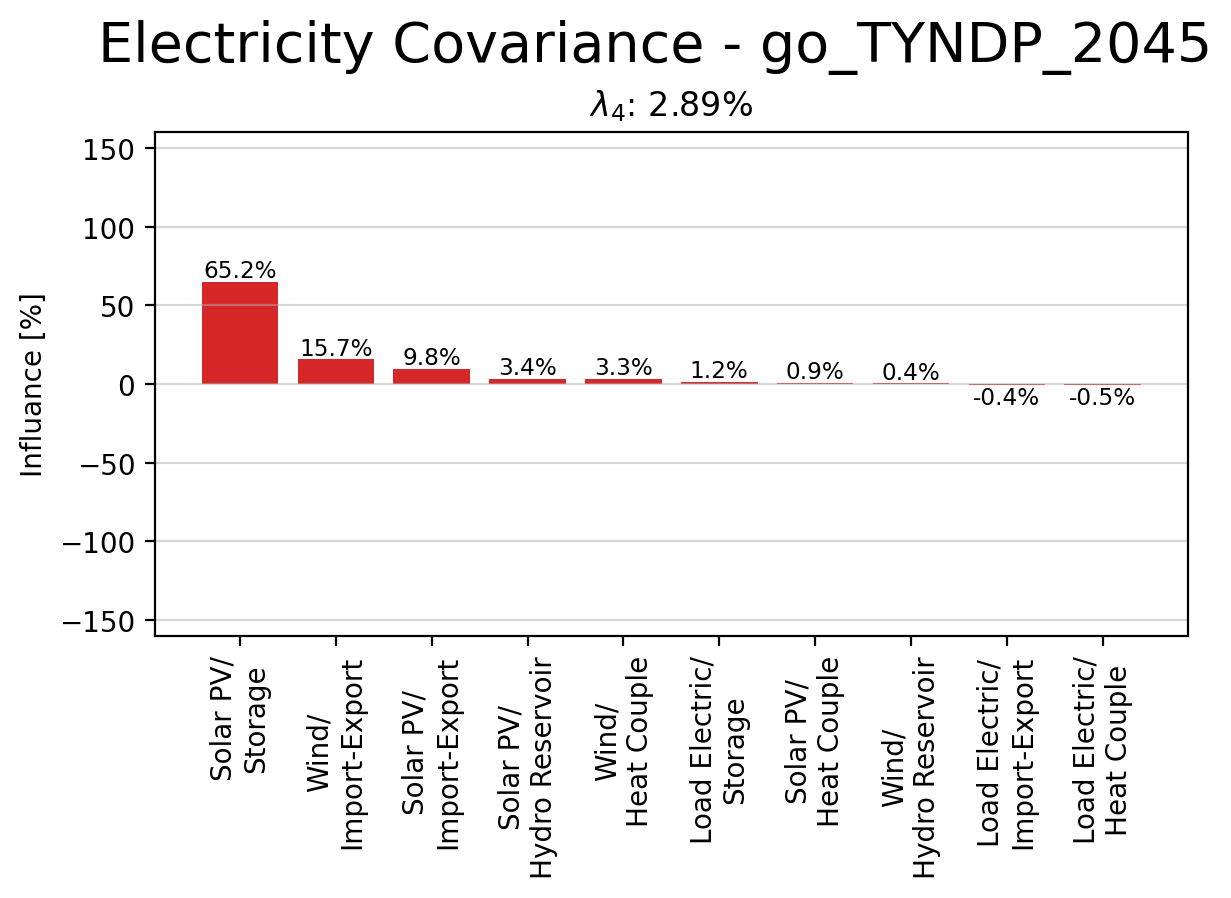 Electricity Covariance - go_TYNDP_2045
λ4: 2.89%
Influance [%]
150
100
50
0
−50
−100
−150
65.2%
15.7%
9.8%
3.4%
3.3%
1.2%
0.9%
0.4%
-0.4%
-0.5%
Solar PV/
Storage
Wind/
Import-Export
Solar PV/
Import-Export
Solar PV/
Hydro Reservoir
Wind/
Heat Couple
Load Electric/
Storage
Solar PV/
Heat Couple
Wind/
Hydro Reservoir
Load Electric/
Import-Export
Load Electric/
Heat Couple